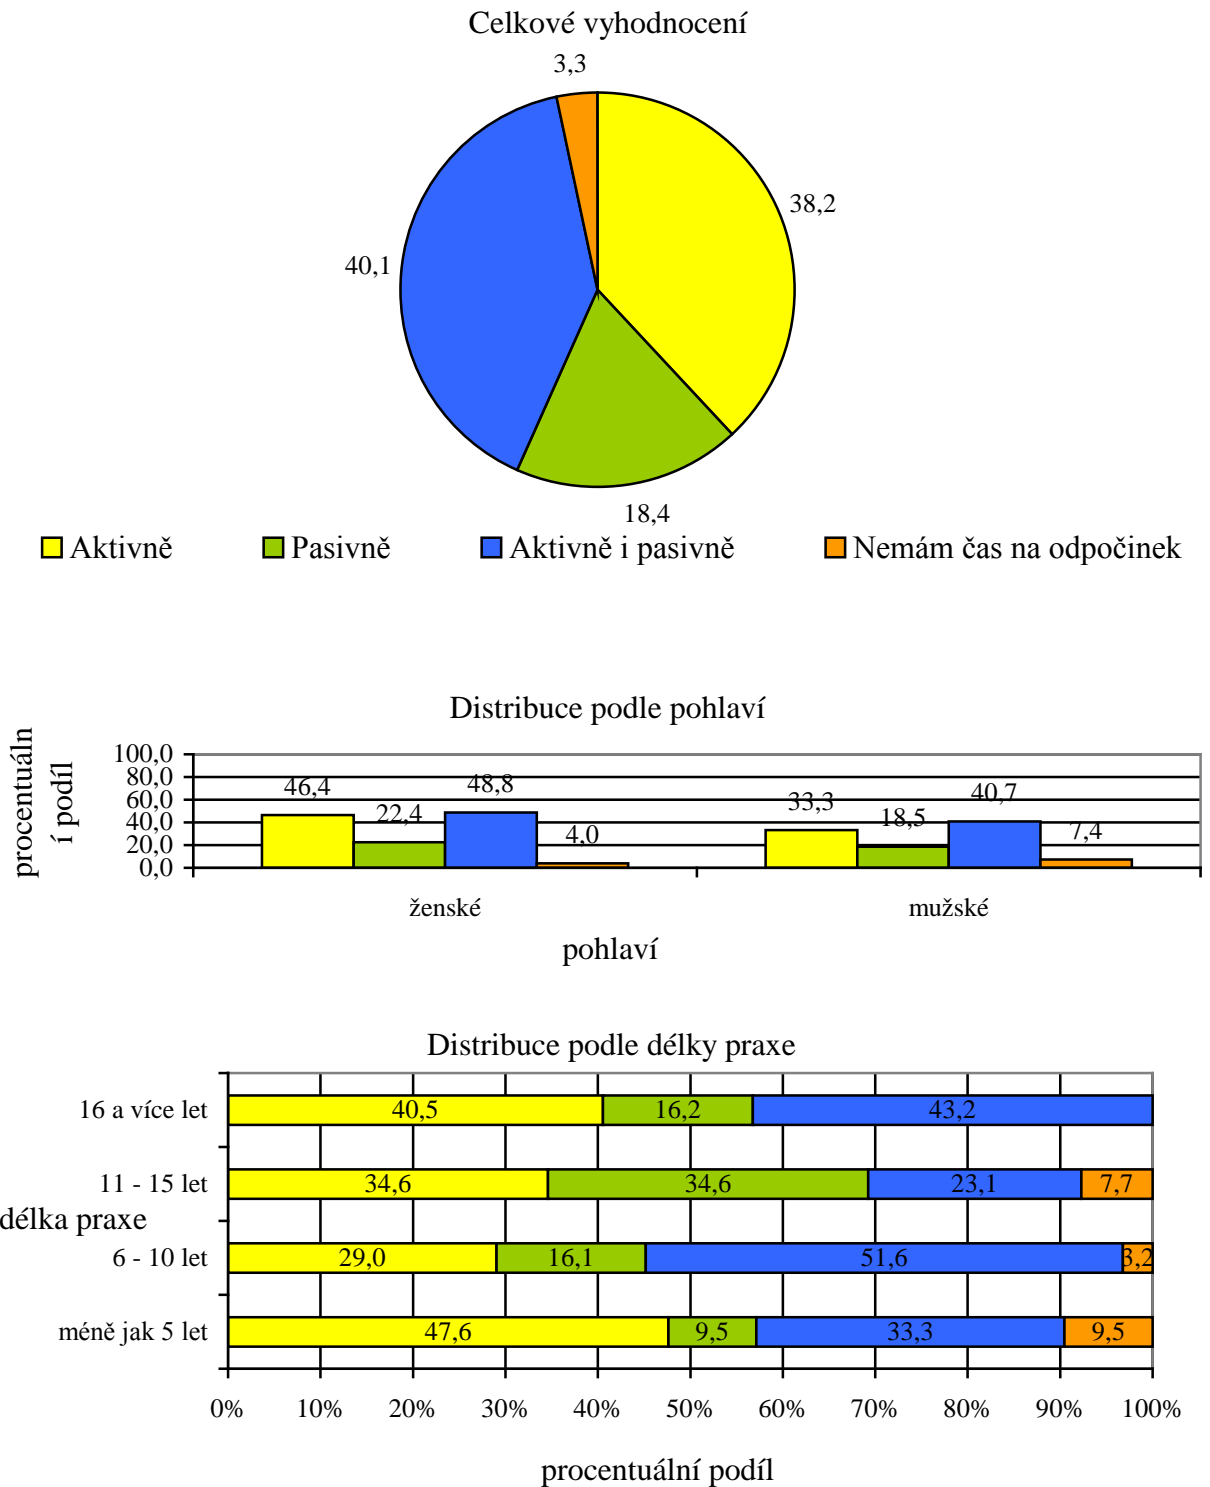 Celkové vyhodnocení
3,3
38,2
40,1
18,4
Aktivně Pasivně Aktivně i pasivně Nemám čas na odpočinek
Distribuce podle pohlaví
procentuáln
í podíl
100,0
80,0
60,0
40,0
20,0
0,0
46,4 22,4 48,8 4,0 33,3 18,5 40,7 7,4
ženské mužské
pohlaví
Distribuce podle délky praxe
16 a více let 40,5 16,2 43,2
11 - 15 let 34,6 34,6 23,1 7,7
délka praxe
6 - 10 let 29,0 16,1 51,6 3,2
méně jak 5 let 47,6 9,5 33,3 9,5
0% 10% 20% 30% 40% 50% 60% 70% 80% 90% 100%
procentuální podíl